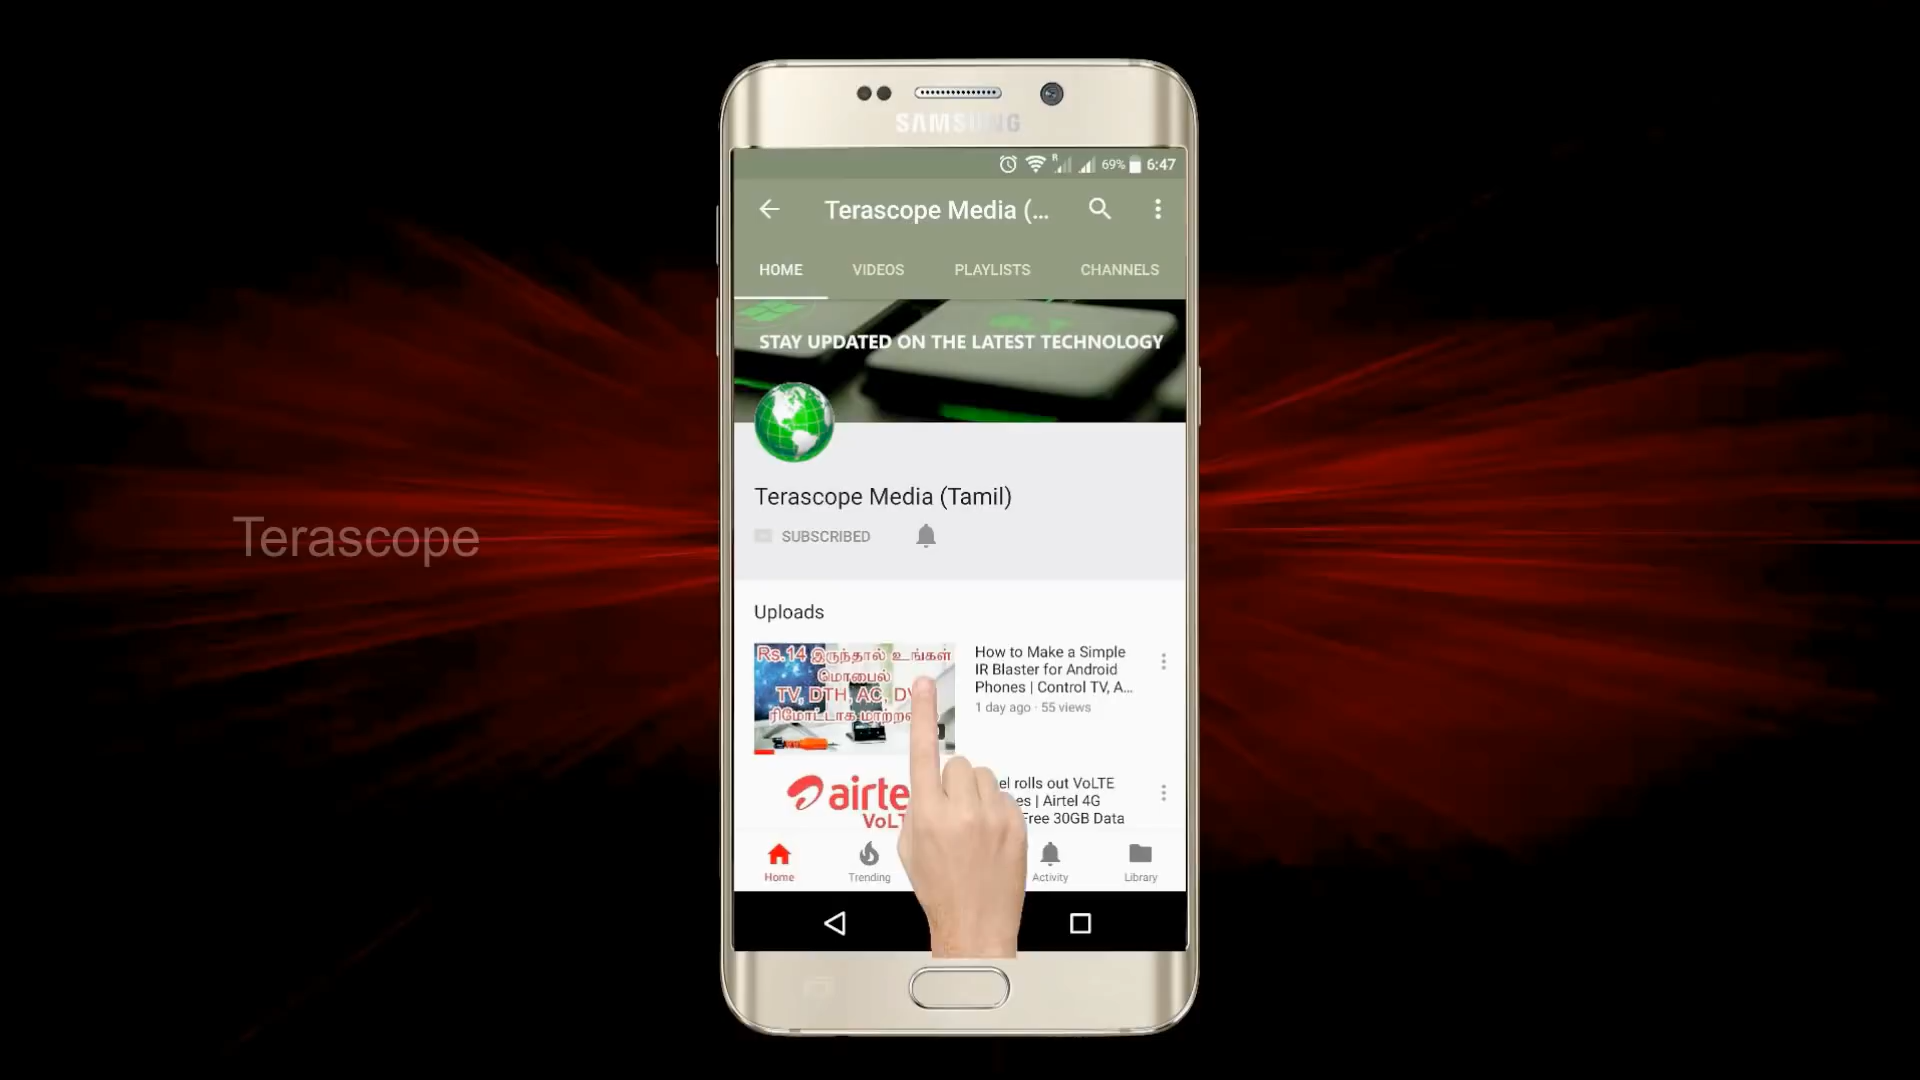 SAMSUNG
69% 6:47
Terascope Media (...
HOME VIDEOS PLAYLISTS CHANNELS
STAY UPDATED ON THE LATEST TECHNOLOGY
Terascope Media (Tamil)
SUBSCRIBED
Terascope
Uploads
Rs.14 இருந்தால் உங்கள்
மொபைல்
TV, DTH, AC,
How to Make a Simple
IR Blaster for Android
Phones | Control TV, A...
1 day ago · 55 views
airte
VoLT
rolls out VoLTE
| Airtel 4G
Free 30GB Data
Home Trending Activity Library